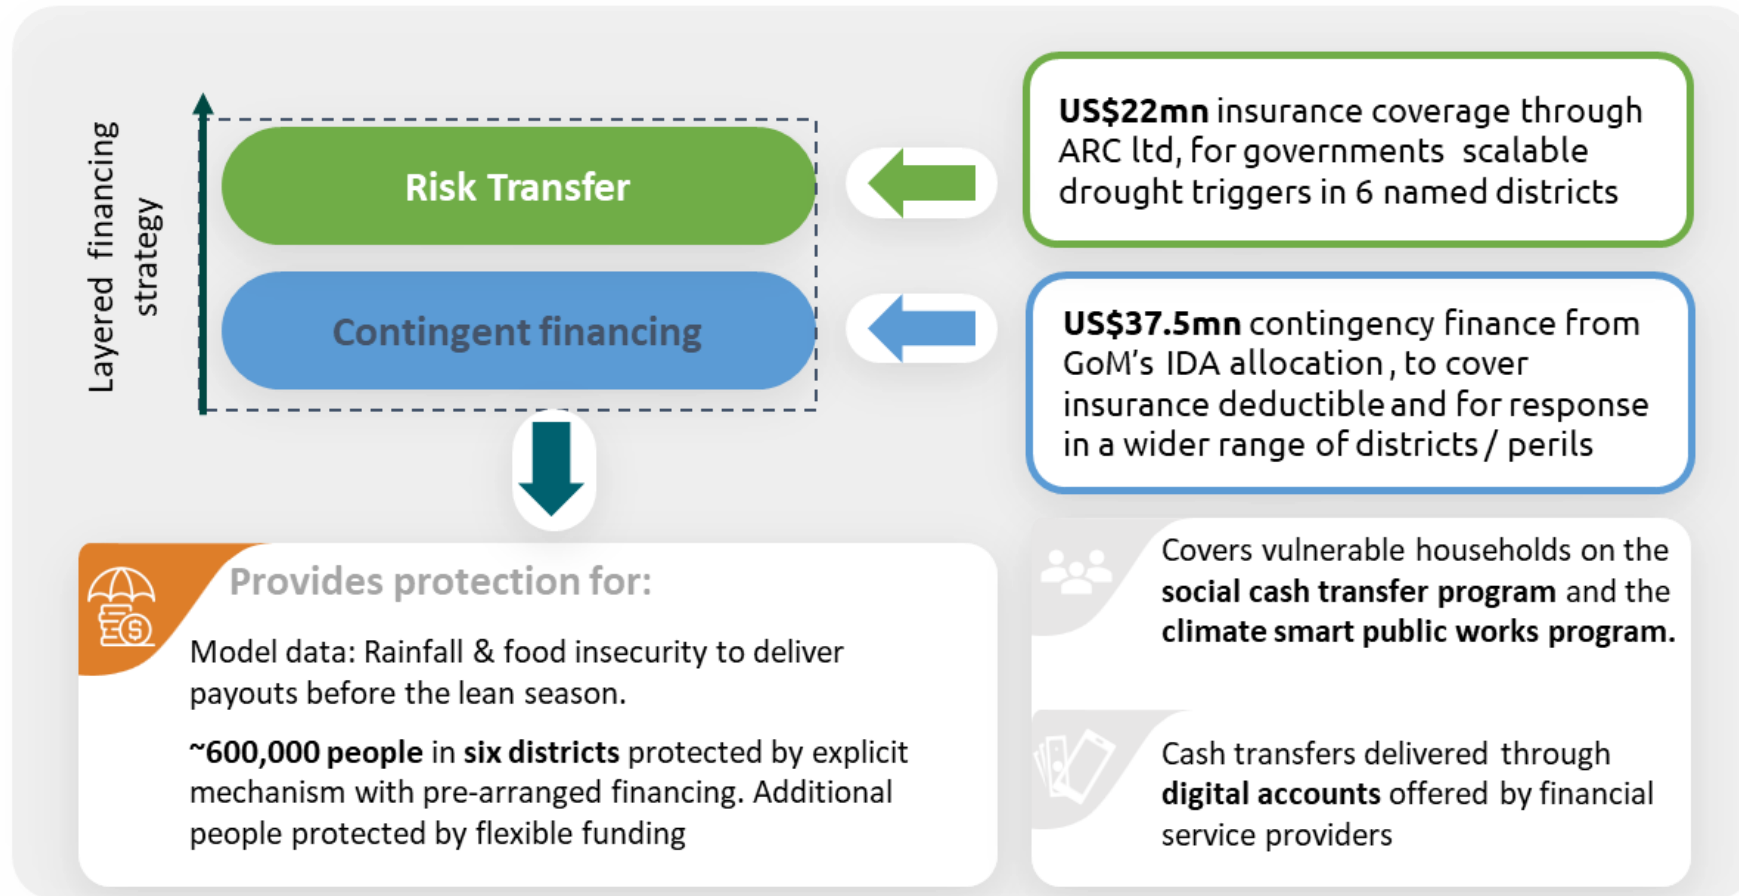 Layered financing
strategy
Risk Transfer
Contingent financing
US$22mn insurance coverage through
ARC ltd, for governments scalable
drought triggers in 6 named districts
US$37.5mn contingency finance from
GoM's IDA allocation, to cover
insurance deductible and for response
in a wider range of districts / perils
Provides protection for:
Model data: Rainfall & food insecurity to deliver
payouts before the lean season.
~600,000 people in six districts protected by explicit
mechanism with pre-arranged financing. Additional
people protected by flexible funding
Covers vulnerable households on the
social cash transfer program and the
climate smart public works program.
Cash transfers delivered through
digital accounts offered by financial
service providers